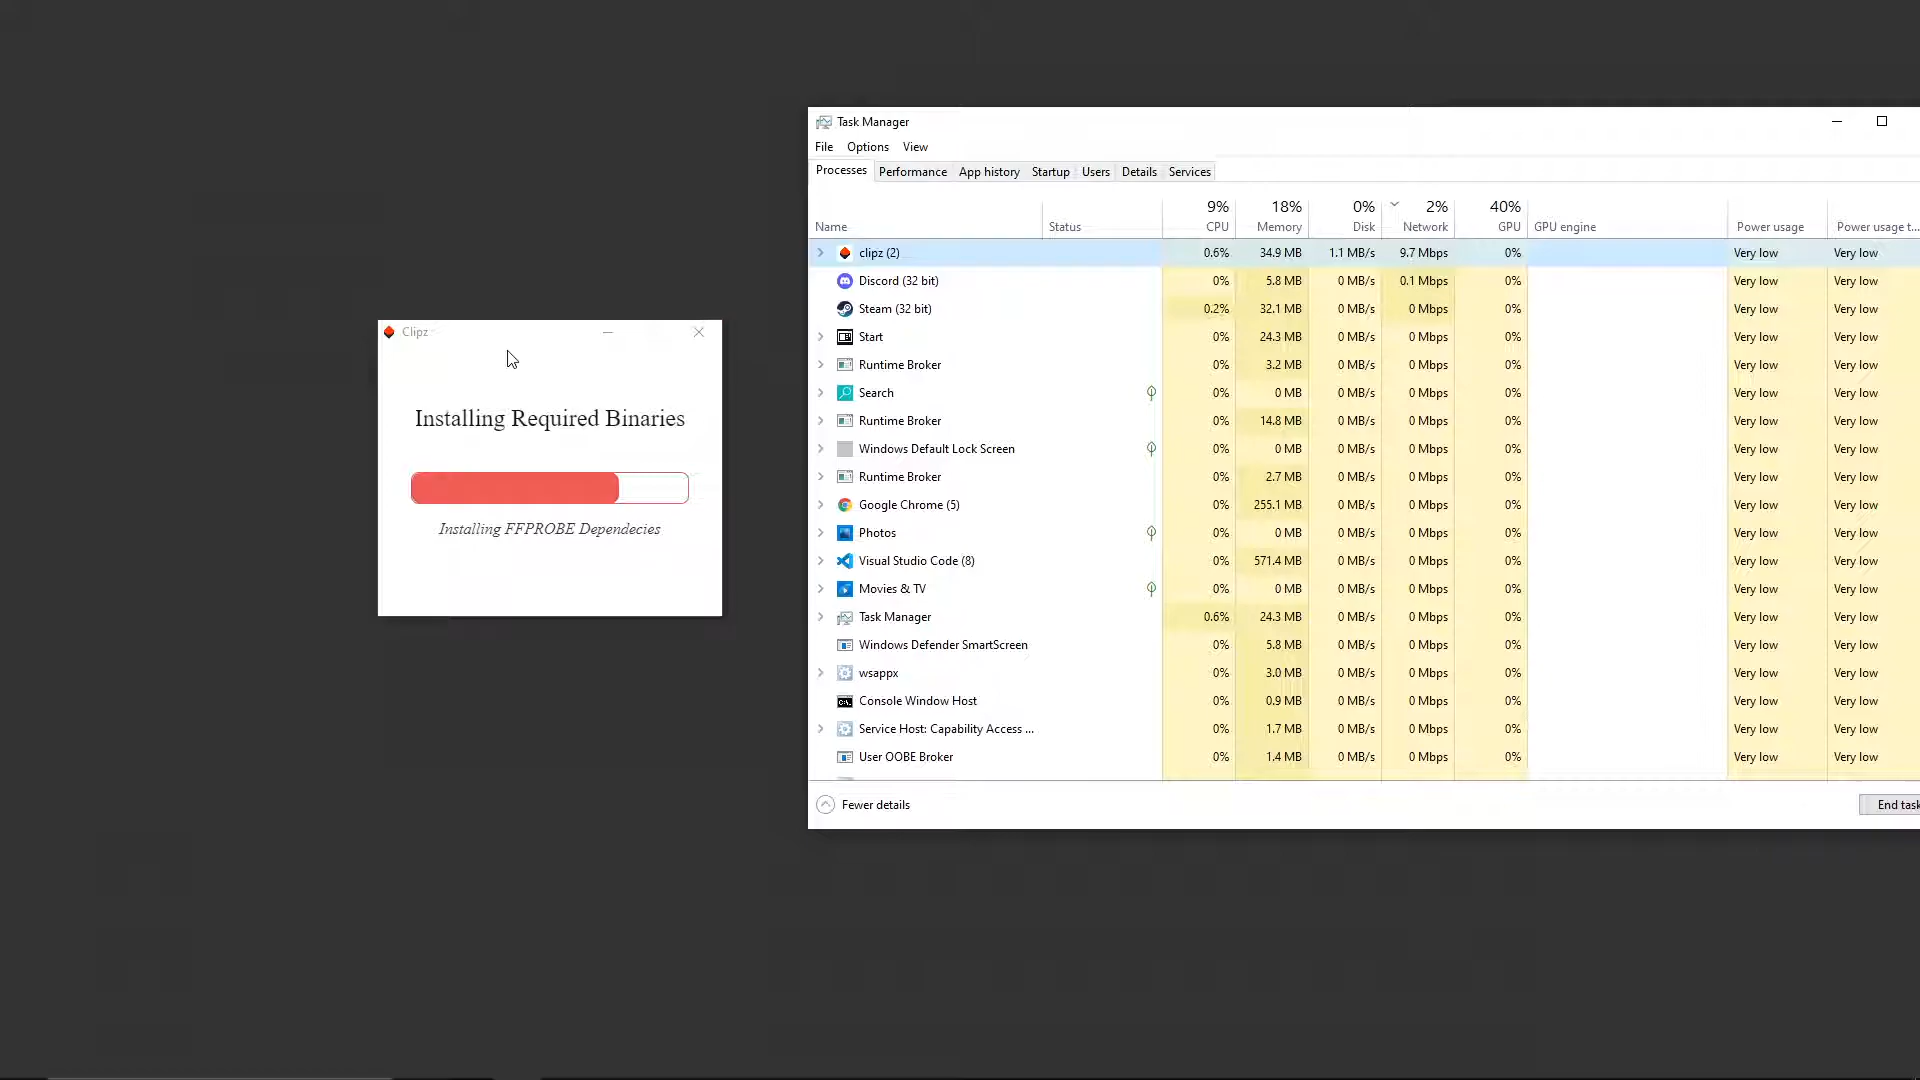 Clipz
Installing Required Binaries
Installing FFPROBE Dependecies
Task Manager
File Options View
Processes Performance App history Startup Users Details Services
9% 18% 0% 2% 40%
Name Status CPU Memory Disk Network GPU GPU engine Power usage Power usage t...
clipz (2) 0.6% 34.9 MB 1.1 MB/s 9.7 Mbps 0% Very low Very low
Discord (32 bit) 0% 5.8 MB 0 MB/s 0.1 Mbps 0% Very low Very low
Steam (32 bit) 0.2% 32.1 MB 0 MB/s 0 Mbps 0% Very low Very low
Start 0% 24.3 MB 0 MB/s 0 Mbps 0% Very low Very low
Runtime Broker 0% 3.2 MB 0 MB/s 0 Mbps 0% Very low Very low
Search 0% 0 MB 0 MB/s 0 Mbps 0% Very low Very low
Runtime Broker 0% 14.8 MB 0 MB/s 0 Mbps 0% Very low Very low
Windows Default Lock Screen 0% 0 MB 0 MB/s 0 Mbps 0% Very low Very low
Runtime Broker 0% 2.7 MB 0 MB/s 0 Mbps 0% Very low Very low
Google Chrome (5) 0% 255.1 MB 0 MB/s 0 Mbps 0% Very low Very low
Photos 0% 0 MB 0 MB/s 0 Mbps 0% Very low Very low
Visual Studio Code (8) 0% 571.4 MB 0 MB/s 0 Mbps 0% Very low Very low
Movies & TV 0% 0 MB 0 MB/s 0 Mbps 0% Very low Very low
Task Manager 0.6% 24.3 MB 0 MB/s 0 Mbps 0% Very low Very low
Windows Defender SmartScreen 0% 5.8 MB 0 MB/s 0 Mbps 0% Very low Very low
wsappx 0% 3.0 MB 0 MB/s 0 Mbps 0% Very low Very low
Console Window Host 0% 0.9 MB 0 MB/s 0 Mbps 0% Very low Very low
Service Host: Capability Access ... 0% 1.7 MB 0 MB/s 0 Mbps 0% Very low Very low
User OOBE Broker 0% 1.4 MB 0 MB/s 0 Mbps 0% Very low Very low
Fewer details End task